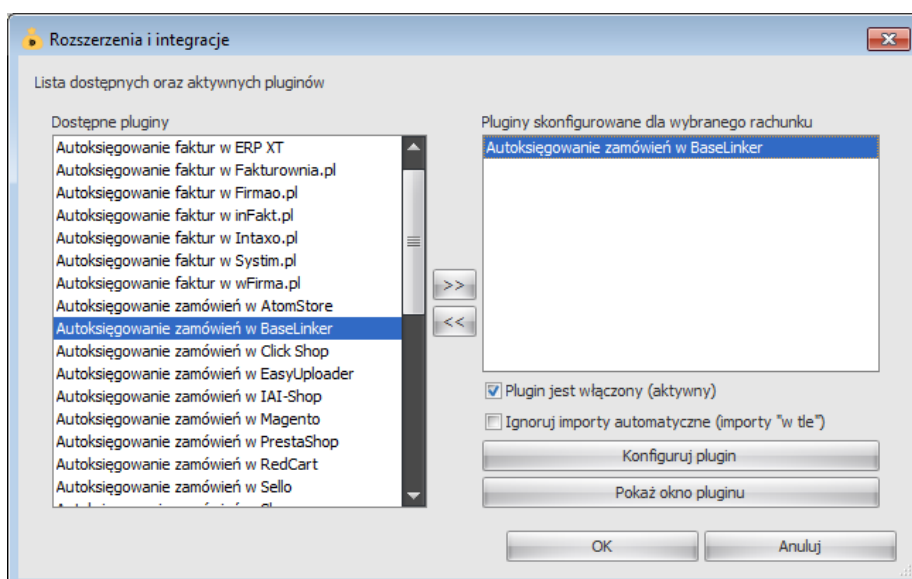 Rozszerzenia i integracje
Lista dostępnych oraz aktywnych pluginów
Dostępne pluginy
Autoksięgowanie faktur w ERP XT
Autoksięgowanie faktur w Fakturownia.pl
Autoksięgowanie faktur w Firmao.pl
Autoksięgowanie faktur w inFakt.pl
Autoksięgowanie faktur w Intaxo.pl
Autoksięgowanie faktur w Systim.pl
Autoksięgowanie faktur w wFirma.pl
Autoksięgowanie zamówień w AtomStore
Autoksięgowanie zamówień w BaseLinker
Autoksięgowanie zamówień w Click Shop
Autoksięgowanie zamówień w EasyUploader
Autoksięgowanie zamówień w IAI-Shop
Autoksięgowanie zamówień w Magento
Autoksięgowanie zamówień w PrestaShop
Autoksięgowanie zamówień w RedCart
Autoksięgowanie zamówień w Sello
>>
<<
Pluginy skonfigurowane dla wybranego rachunku
Autoksięgowanie zamówień w BaseLinker
Plugin jest włączony (aktywny)
Ignoruj importy automatyczne (importy "w tle")
Konfiguruj plugin
Pokaż okno pluginu
OK
Anuluj